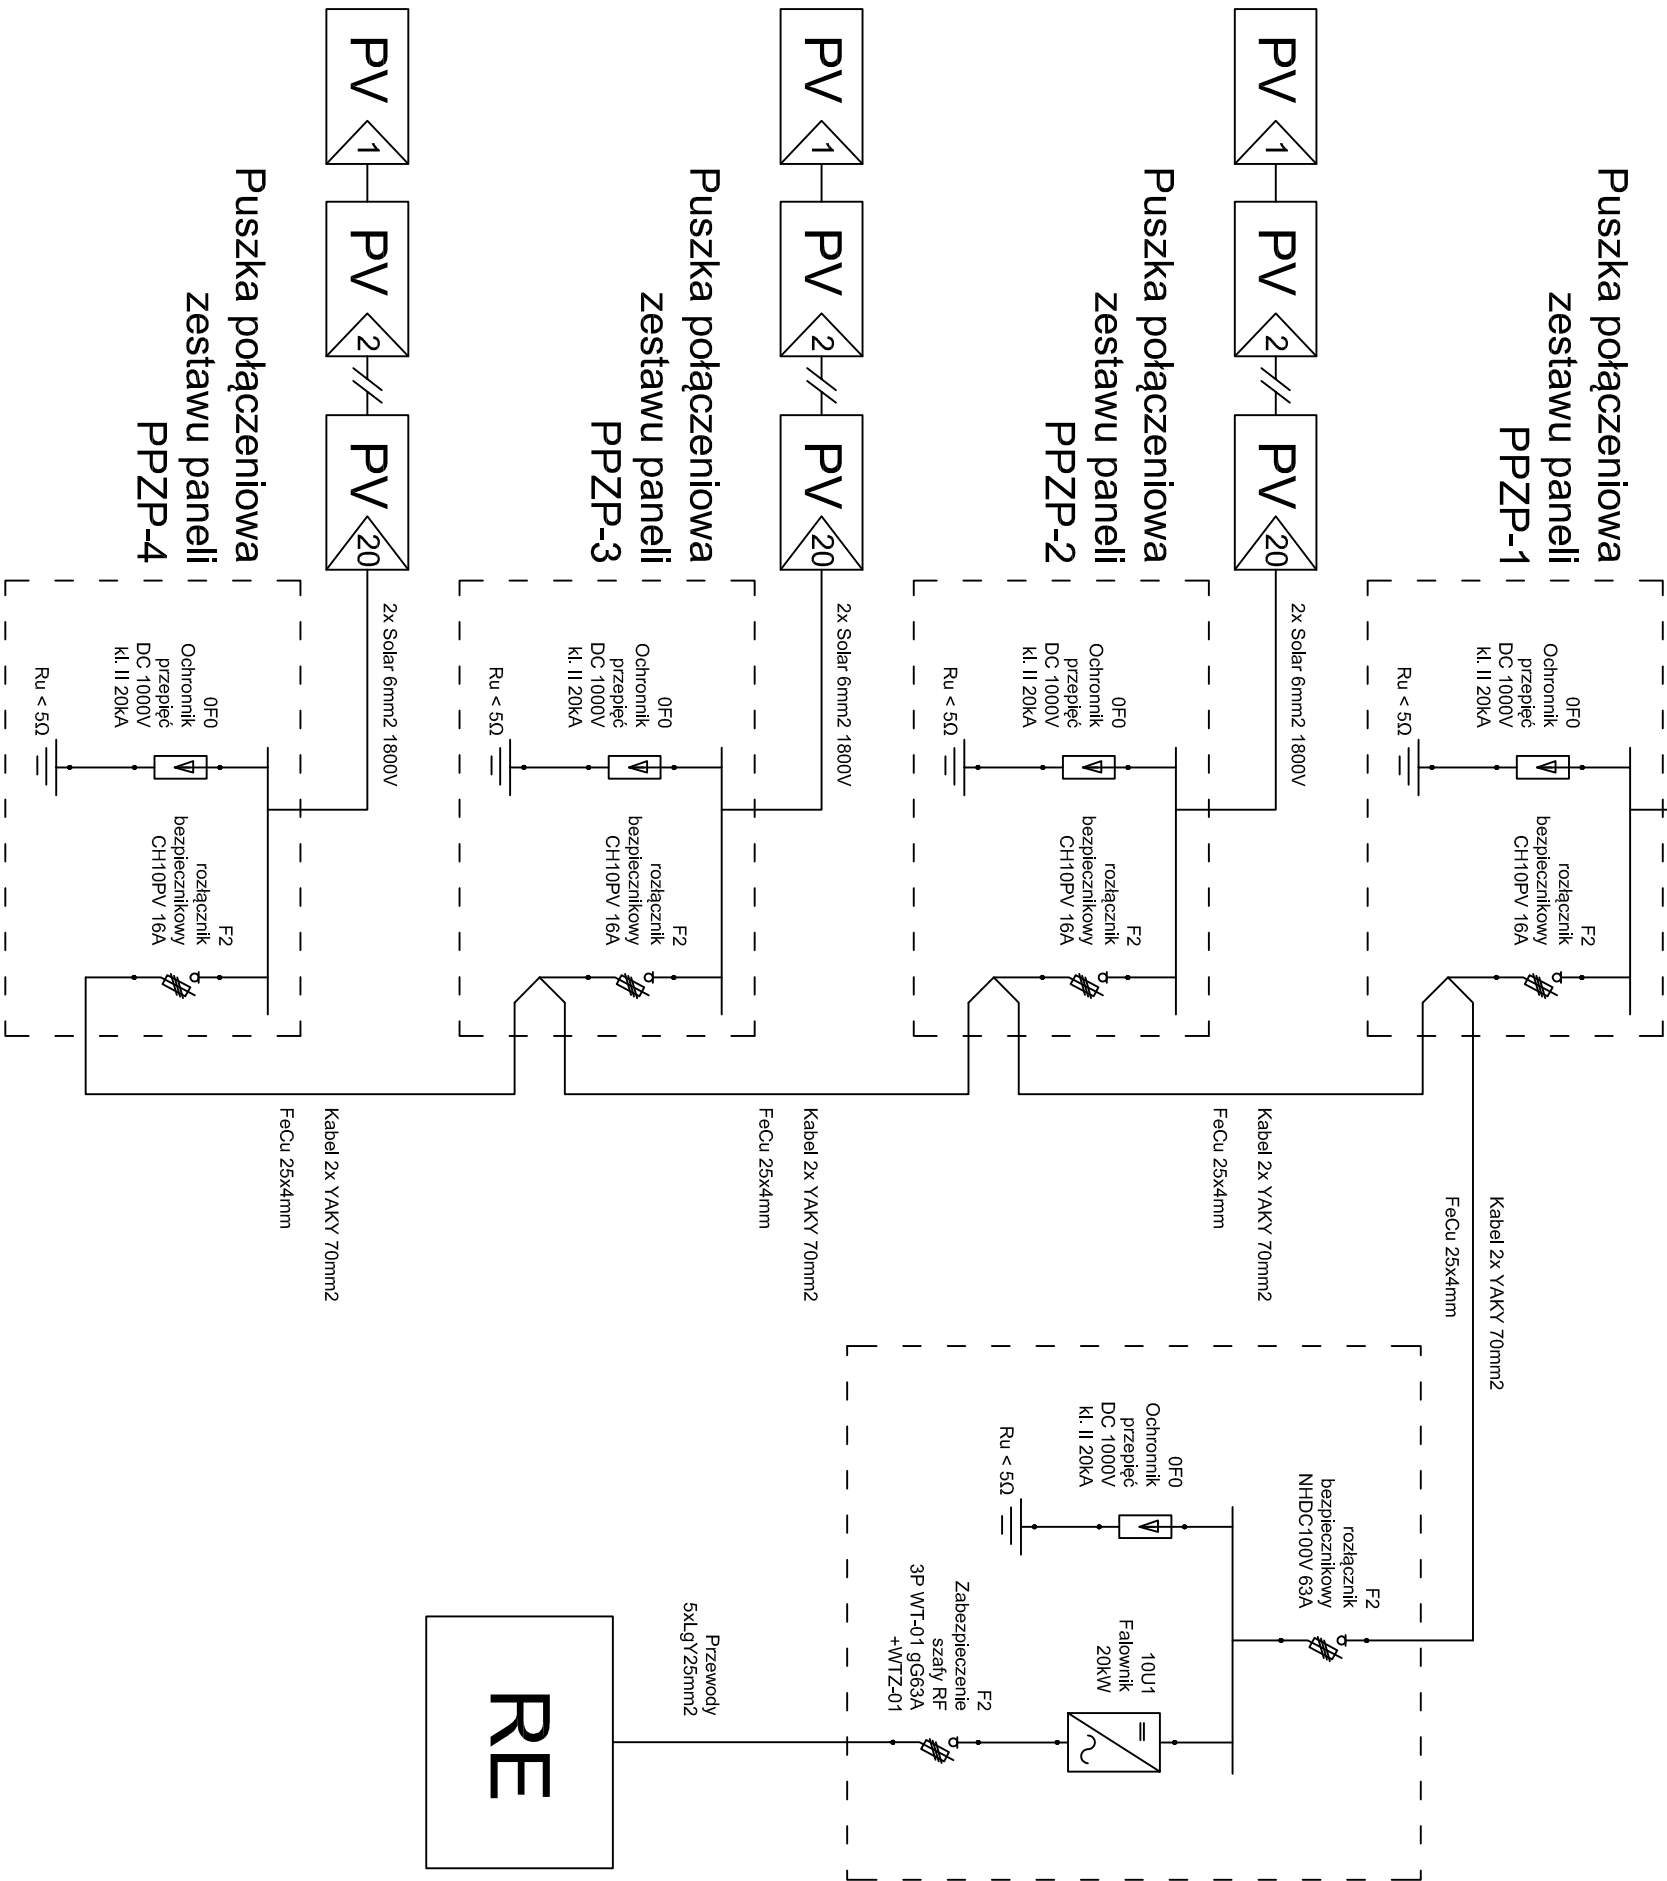 Puszka połączeniowa
zestawu paneli
PPZP-1
0F0
Ochronnik
przepięć
DC 1000V
kl. II 20kA
Ru < 5Ω
F2
rozłącznik
bezpiecznikowy
CH10PV 16A
Kabel 2x YAKY 70mm2
FeCu 25x4mm
PV
1
PV
2
PV
20
2x Solar 6mm2 1800V
Puszka połączeniowa
zestawu paneli
PPZP-2
0F0
Ochronnik
przepięć
DC 1000V
kl. II 20kA
Ru < 5Ω
F2
rozłącznik
bezpiecznikowy
CH10PV 16A
Kabel 2x YAKY 70mm2
FeCu 25x4mm
PV
1
PV
2
PV
20
2x Solar 6mm2 1800V
Puszka połączeniowa
zestawu paneli
PPZP-3
0F0
Ochronnik
przepięć
DC 1000V
kl. II 20kA
Ru < 5Ω
F2
rozłącznik
bezpiecznikowy
CH10PV 16A
Kabel 2x YAKY 70mm2
FeCu 25x4mm
PV
1
PV
2
PV
20
2x Solar 6mm2 1800V
Puszka połączeniowa
zestawu paneli
PPZP-4
0F0
Ochronnik
przepięć
DC 1000V
kl. II 20kA
Ru < 5Ω
F2
rozłącznik
bezpiecznikowy
CH10PV 16A
Kabel 2x YAKY 70mm2
FeCu 25x4mm
F2
rozłącznik
bezpiecznikowy
NHDC100V 63A
0F0
Ochronnik
przepięć
DC 1000V
kl. II 20kA
Ru < 5Ω
10U1
Falownik
20kW
F2
Zabezpieczenie
szafy RF
3P WT-01 gG63A
+WTZ-01
Przewody
5xLgY25mm2
RE